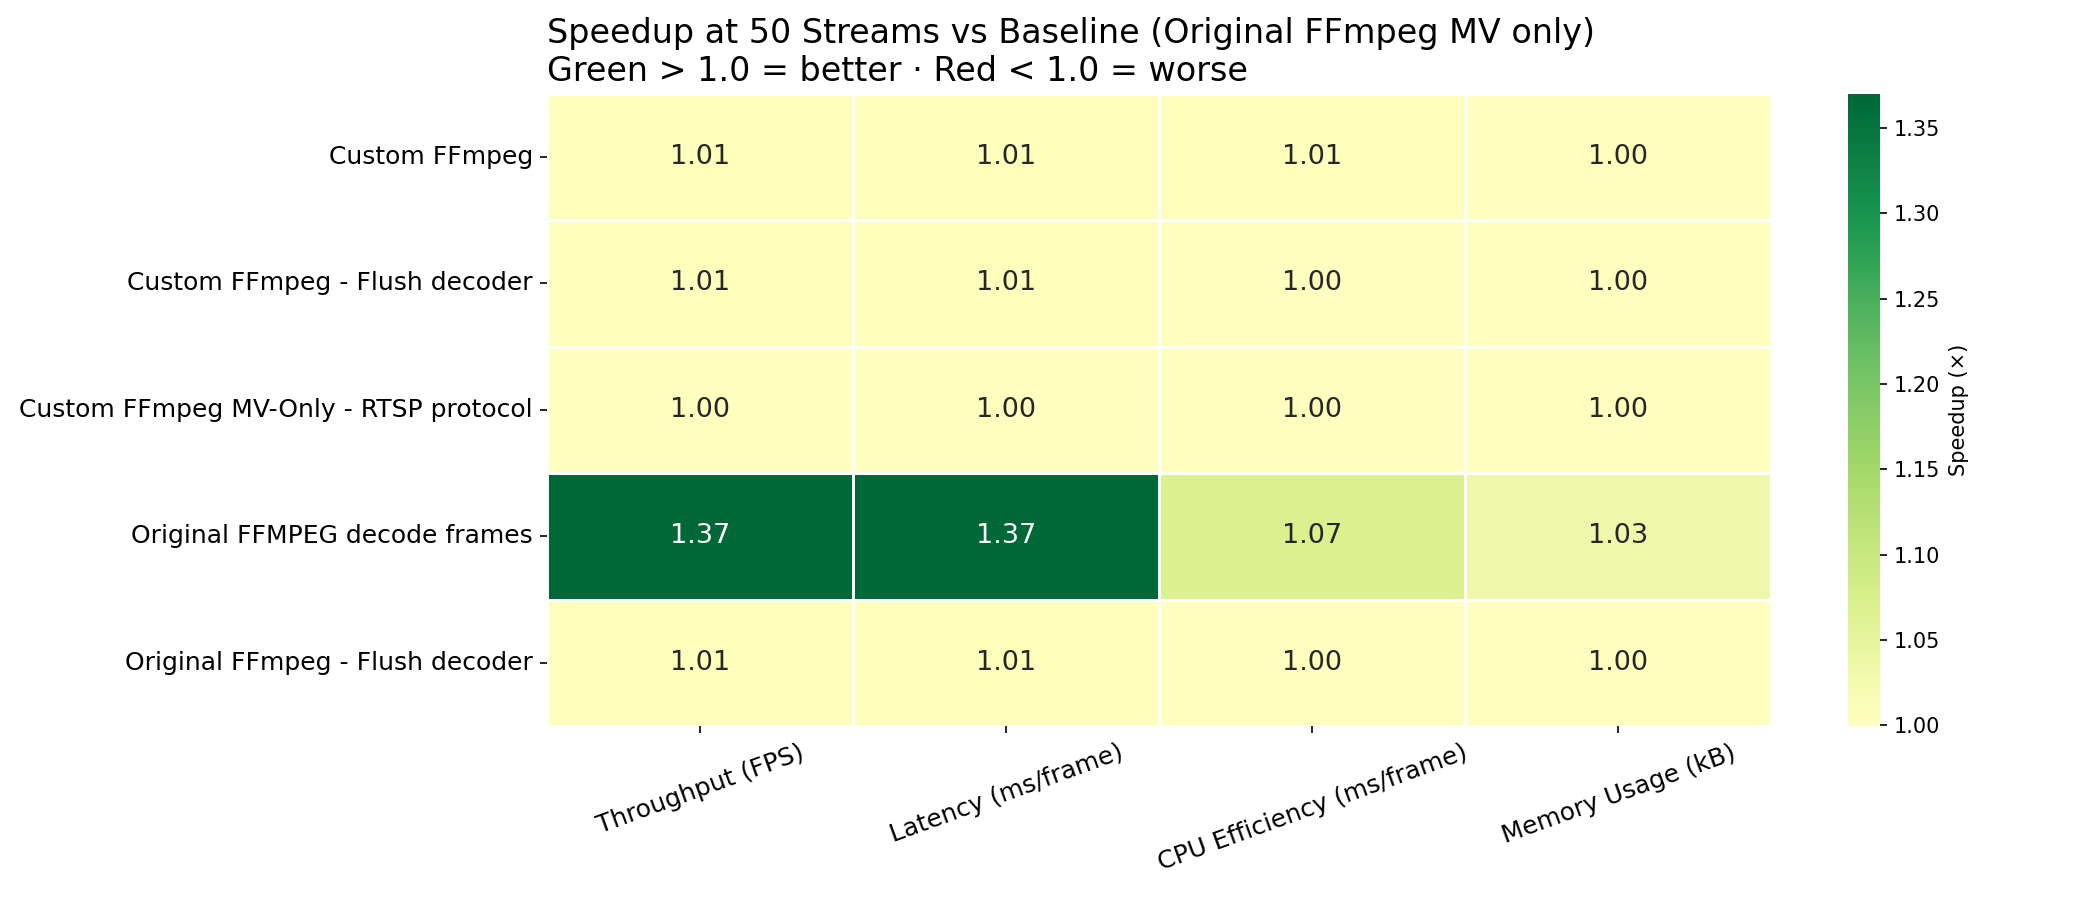 Speedup at 50 Streams vs Baseline (Original FFmpeg MV only)
Green > 1.0 = better · Red < 1.0 = worse
Custom FFmpeg
1.01 1.01 1.01 1.00
Custom FFmpeg - Flush decoder
1.01 1.01 1.00 1.00
Custom FFmpeg MV-Only - RTSP protocol
1.00 1.00 1.00 1.00
Original FFMPEG decode frames
1.37 1.37 1.07 1.03
Original FFmpeg - Flush decoder
1.01 1.01 1.00 1.00
Throughput (FPS)
Latency (ms/frame)
CPU Efficiency (ms/frame)
Memory Usage (kB)
1.35
1.30
1.25
1.20
1.15
1.10
1.05
1.00
Speedup (×)